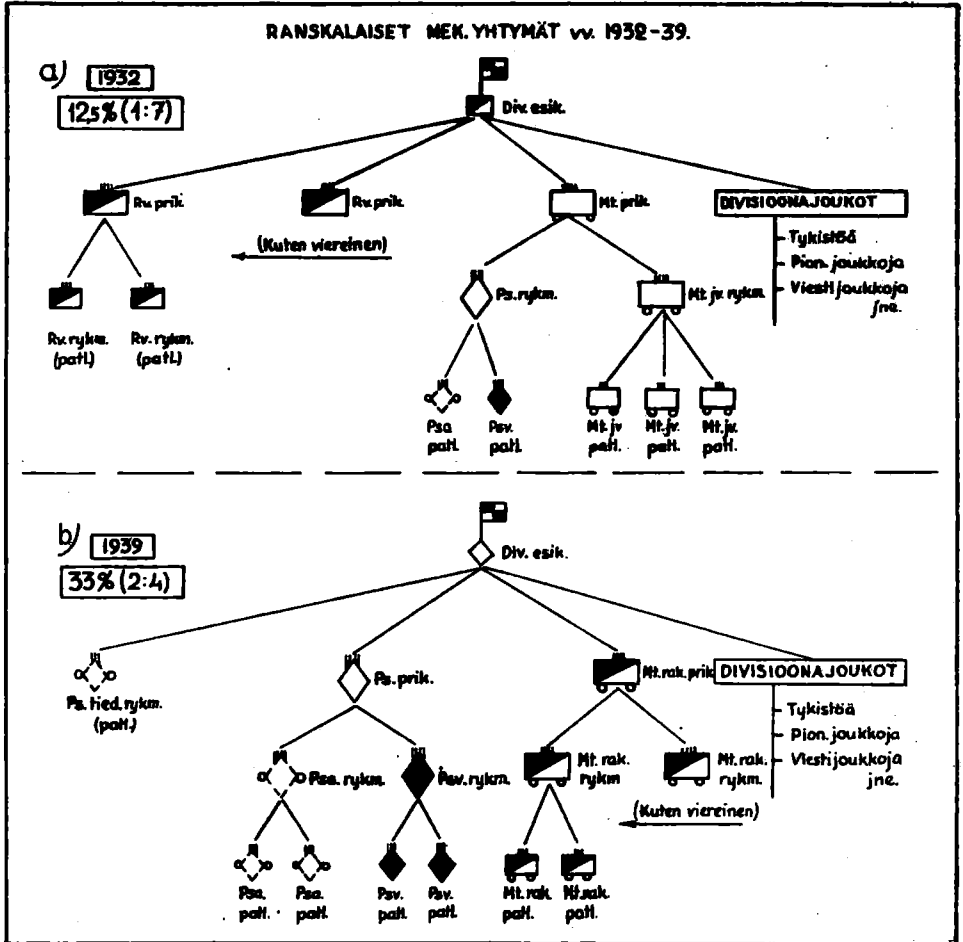 RANSKALAISET MEK. YHTYMÄT vv. 1932-39.
a) 1932
12,5% (1:7)
Div. esik.
Rv. prik.
Rv. prik.
Mt. prik.
DIVISIOONAJOUKOT
(Kuten viereinen)
- Tykistöä
- Pion. joukkoja
- Viestijoukkoja
jne.
Ps. rykm.
Mt. jv. rykm.
Rv. rykm.
(patl.)
Rv. rykm.
(patl.)
Psa
patl.
Psv.
patl.
Mt. jv
patl.
Mt. jv.
patl.
Mt. jv.
patl.
b) 1939
33% (2:4)
Div. esik.
Ps. tied. rykm.
(patl.)
Ps. prik.
Mt. rak. prik
DIVISIOONAJOUKOT
- Tykistöä
- Pion. joukkoja
- Viestijoukkoja
jne.
Psa. rykm.
Psv. rykm.
Mt. rak.
rykm
Mt. rak.
rykm.
(Kuten viereinen)
Psa.
patl.
Psa.
patl.
Psv.
patl.
Psv.
patl.
Mt. rak.
patl.
Mt. rak.
patl.